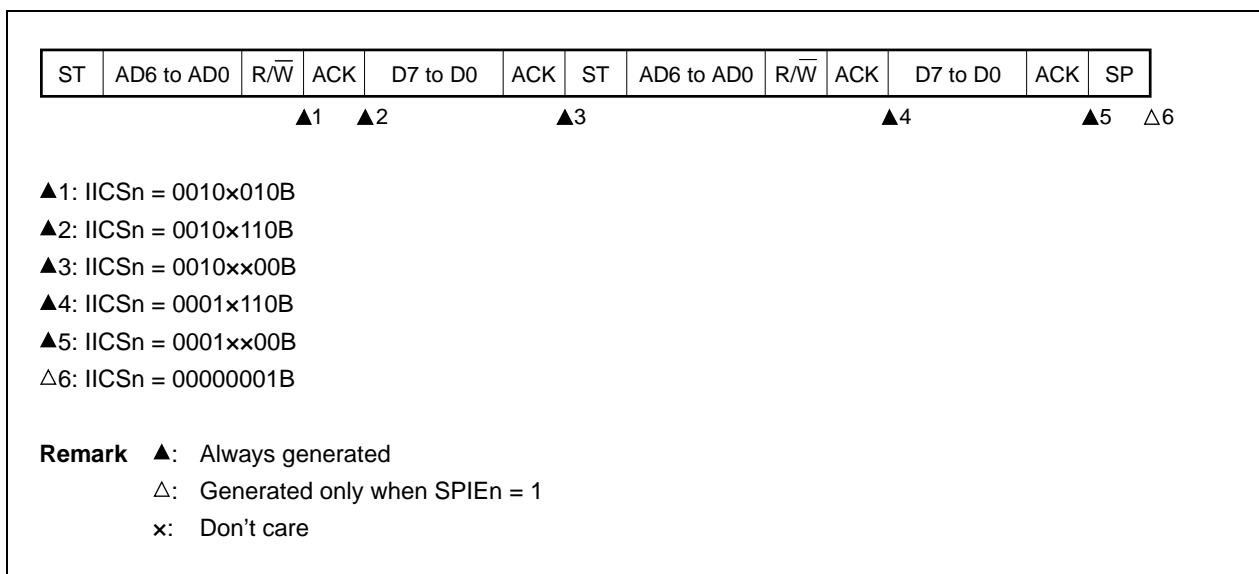 ST AD6 to AD0 R/W̅ ACK D7 to D0 ACK ST AD6 to AD0 R/W̅ ACK D7 to D0 ACK SP
▲1 ▲2 ▲3 ▲4 ▲5 △6
▲1: IICSn = 0010×010B
▲2: IICSn = 0010×110B
▲3: IICSn = 0010××00B
▲4: IICSn = 0001×110B
▲5: IICSn = 0001××00B
△6: IICSn = 00000001B
Remark ▲: Always generated
△: Generated only when SPIEn = 1
×: Don't care